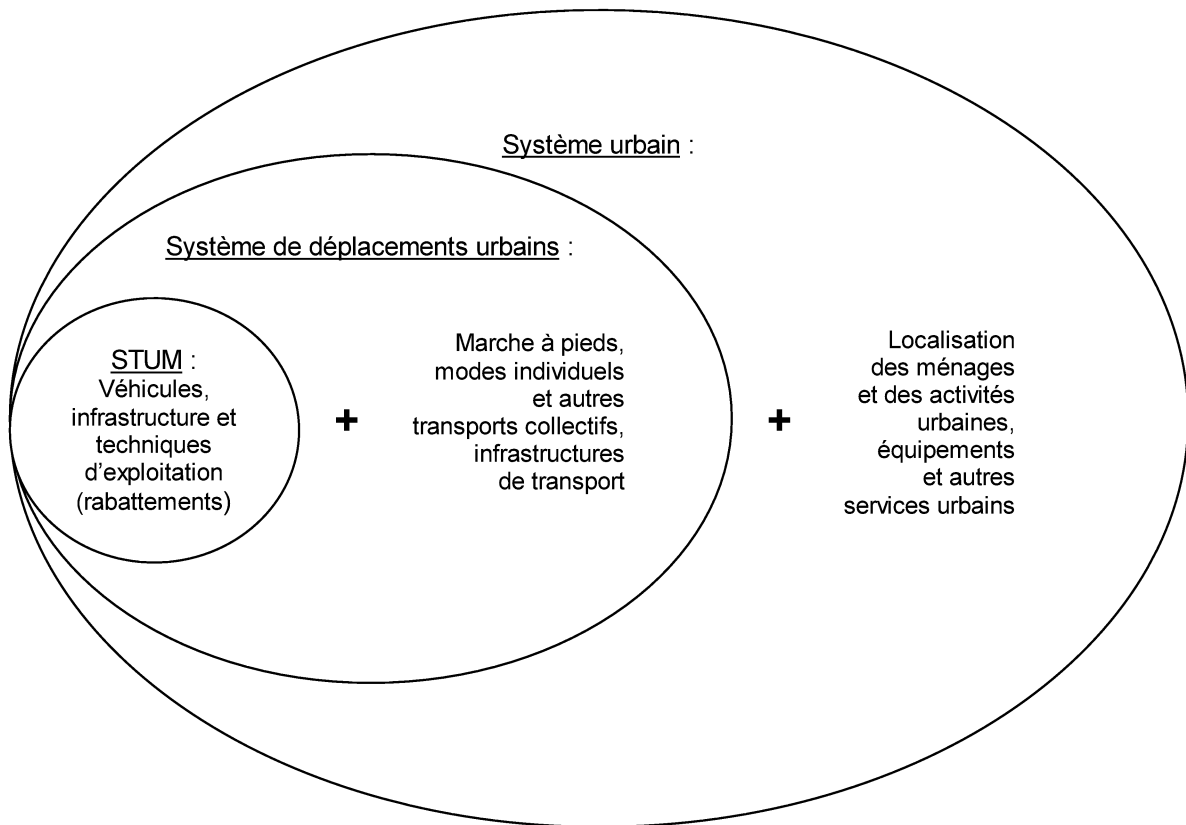 Système urbain :
Système de déplacements urbains :
STUM :
Véhicules,
infrastructure et
techniques
d'exploitation
(rabattements)
+
Marche à pieds,
modes individuels
et autres
transports collectifs,
infrastructures
de transport
+
Localisation
des ménages
et des activités
urbaines,
équipements
et autres
services urbains